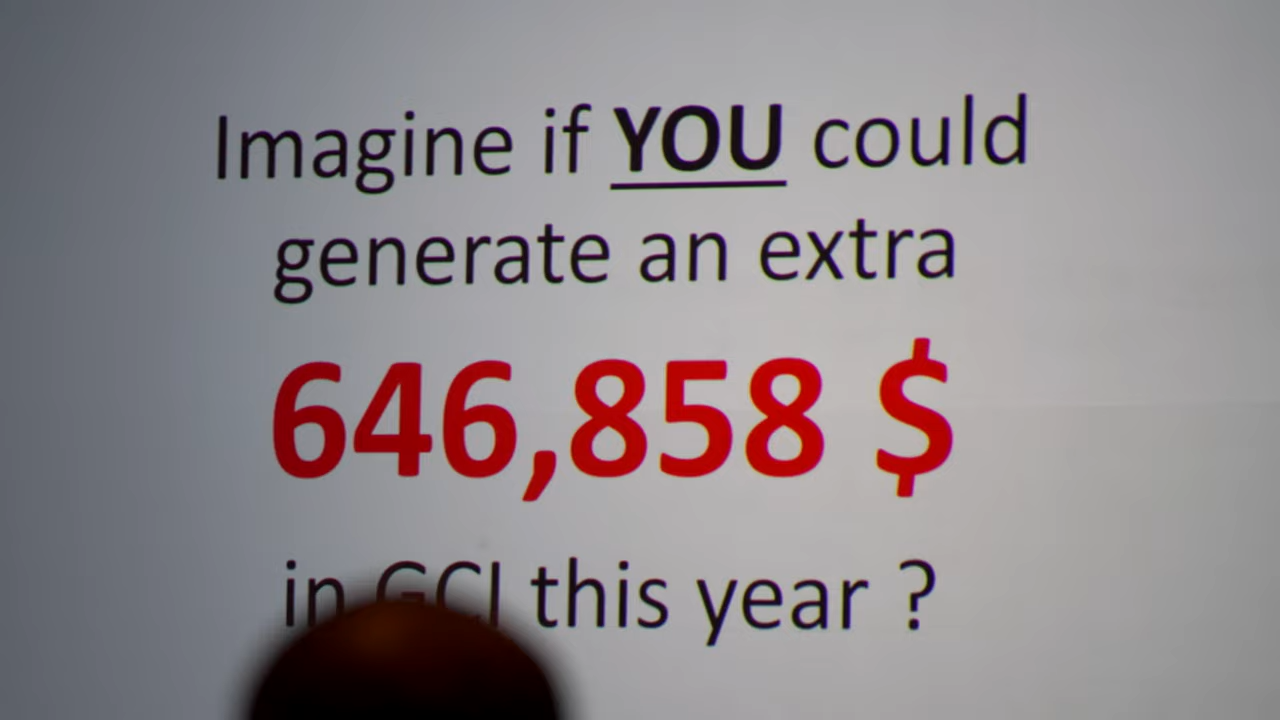 Imagine if YOU could
generate an extra
646,858 $
in GCI this year ?